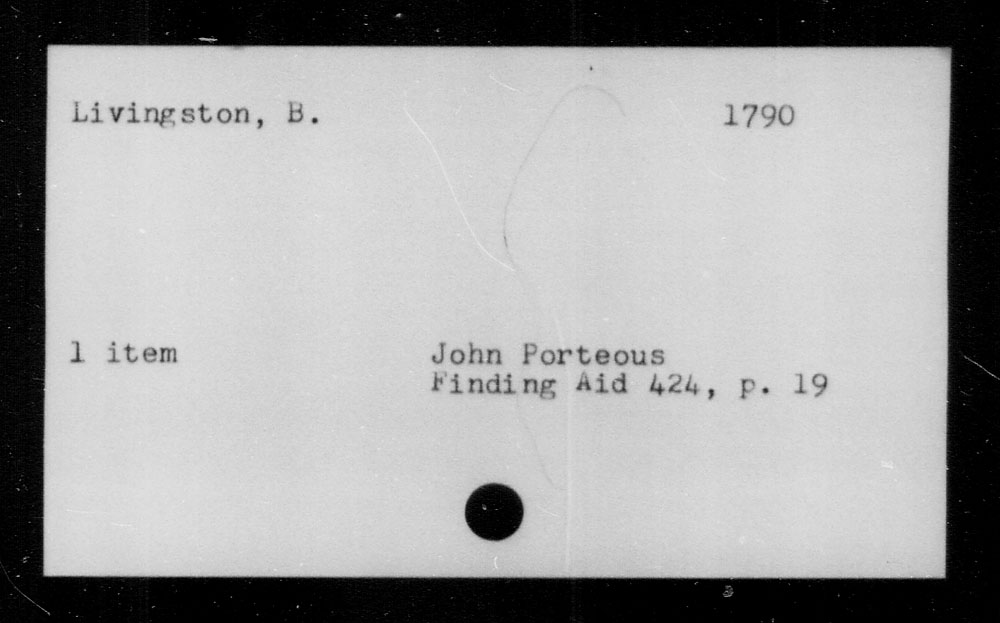 Livingston, B. 1790
1 item John Porteous
Finding Aid 424, p. 19